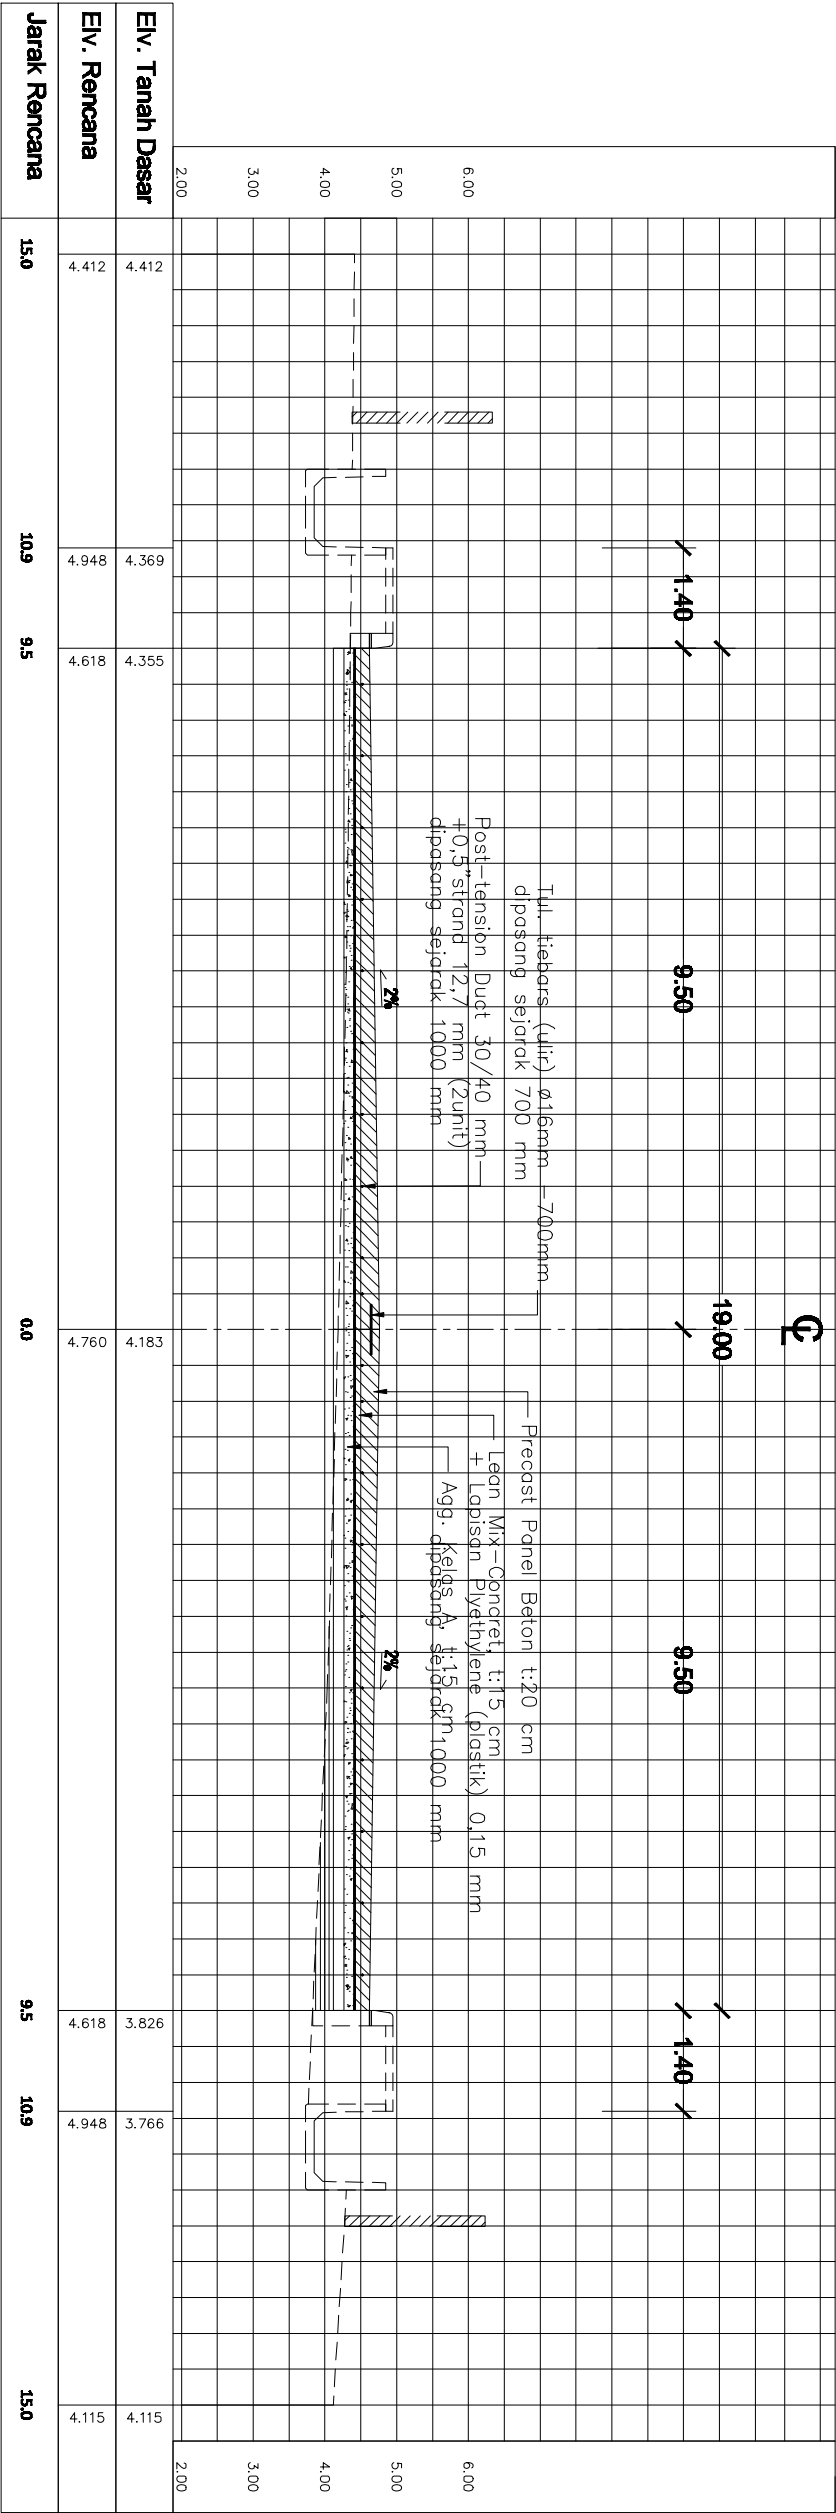 CL
19.00
1.40
9.50
9.50
1.40
Tul. tiebars (ulir) Ø16mm -700mm
dipasang sejarak 700 mm
Post-tension Duct 30/40 mm
+0,5"strand 12,7 mm (2unit)
dipasang sejarak 1000 mm
Precast Panel Beton t:20 cm
Lean Mix-Concret, t:15 cm
+ Lapisan Plyethylene (plastik) 0,15 mm
Agg. Kelas A, t:15 cm
dipasang sejarak 1000 mm
2%
2%
6.00
5.00
4.00
3.00
2.00
6.00
5.00
4.00
3.00
2.00
Elv. Tanah Dasar 4.412 4.369 4.355 4.183 3.826 3.766 4.115
Elv. Rencana 4.412 4.948 4.618 4.760 4.618 4.948 4.115
Jarak Rencana 15.0 10.9 9.5 0.0 9.5 10.9 15.0